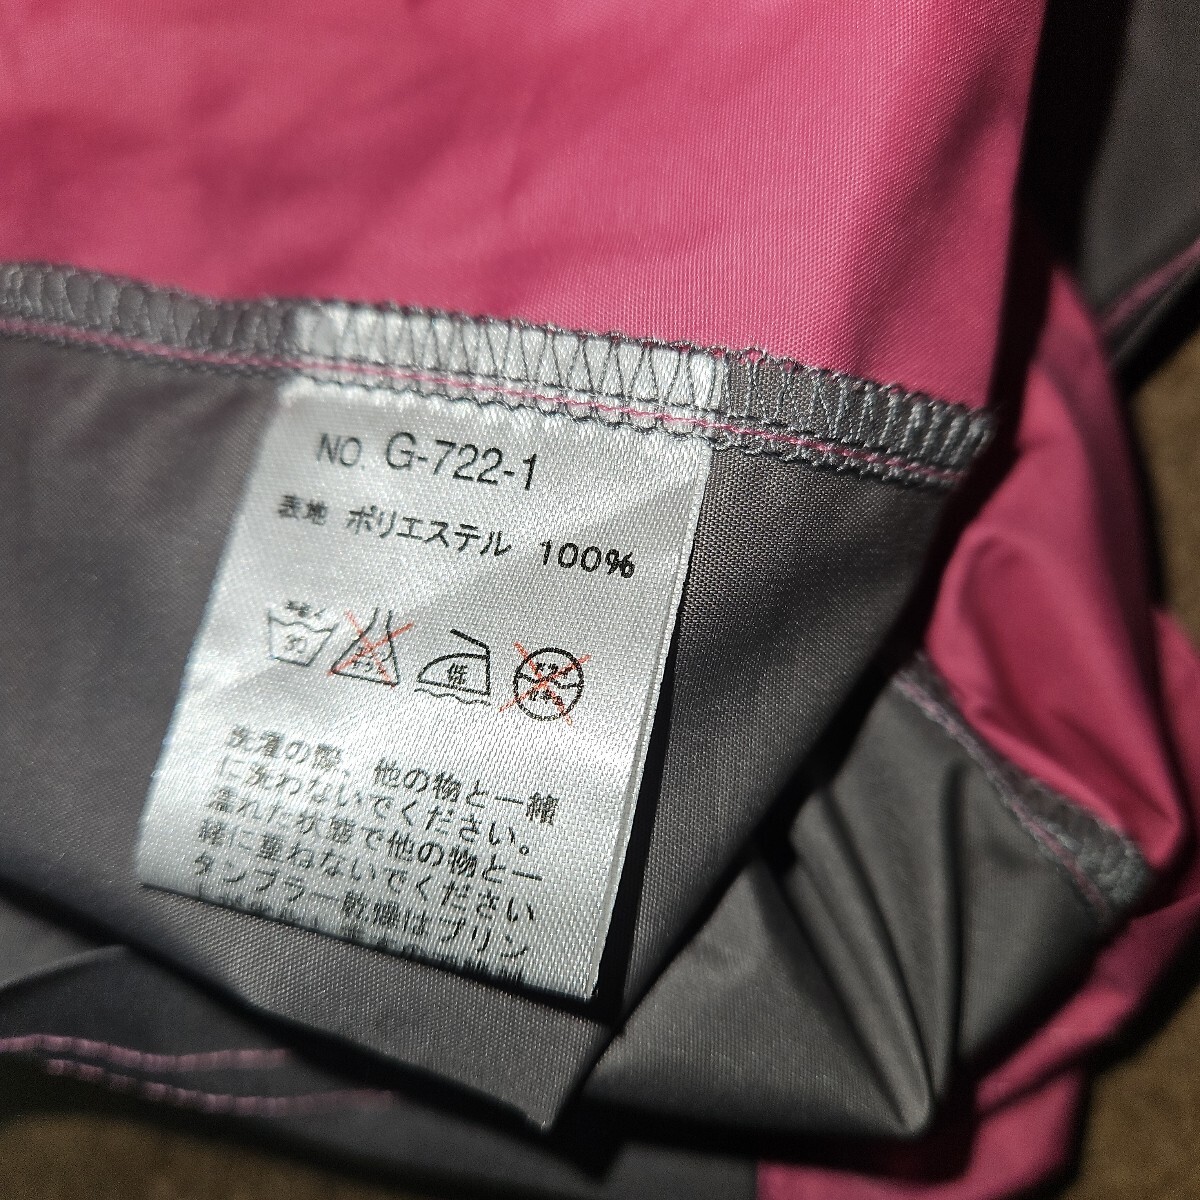 NO. G-722-1
表地 ポリエステル 100%
30
低
洗濯の際、他の物と一緒
に洗わないでください。
濡れた状態で他の物と一
緒に重ねないでください
タンブラー乾燥はプリン